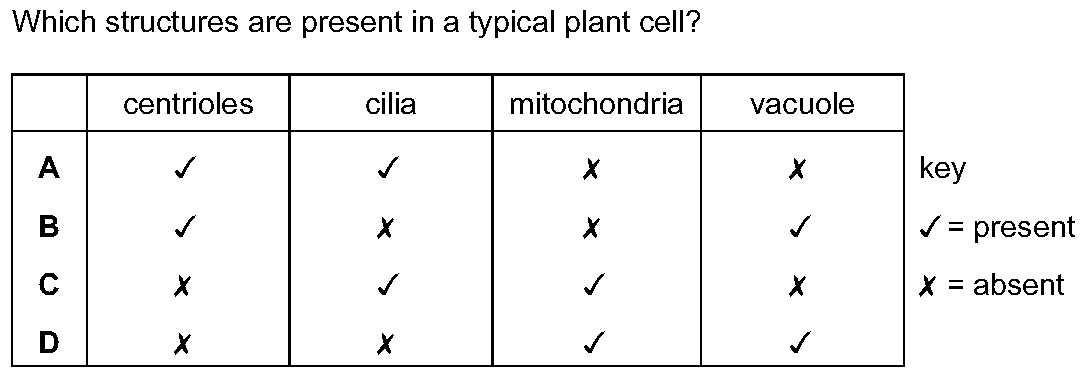 Which structures are present in a typical plant cell?
centrioles cilia mitochondria vacuole
A ✓ ✓ ✗ ✗ key
B ✓ ✗ ✗ ✓ ✓ = present
C ✗ ✓ ✓ ✗ ✗ = absent
D ✗ ✗ ✓ ✓